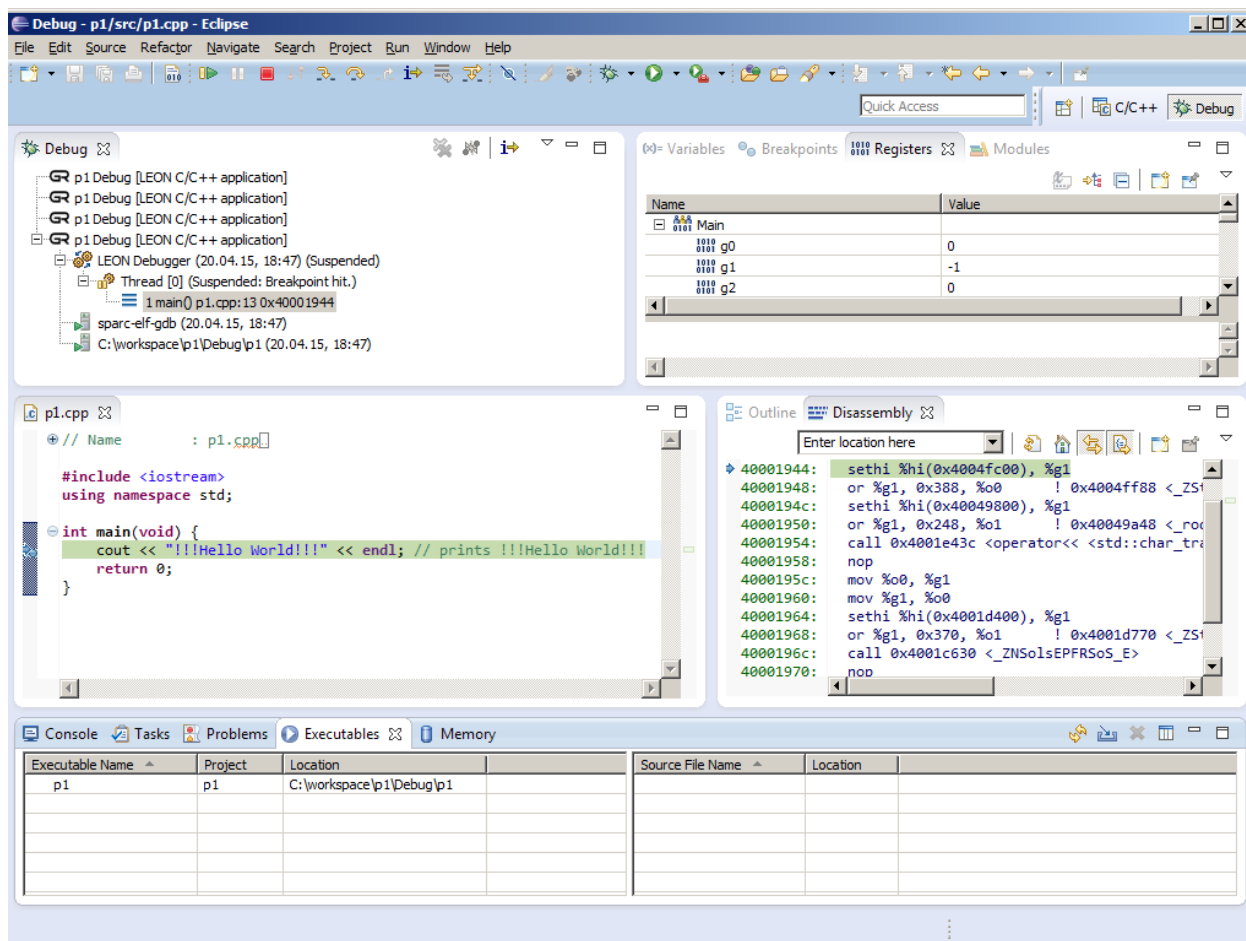 Debug - p1/src/p1.cpp - Eclipse
File Edit Source Refactor Navigate Search Project Run Window Help
Quick Access
C/C++ Debug
Debug
p1 Debug [LEON C/C++ application]
p1 Debug [LEON C/C++ application]
p1 Debug [LEON C/C++ application]
p1 Debug [LEON C/C++ application]
LEON Debugger (20.04.15, 18:47) (Suspended)
Thread [0] (Suspended: Breakpoint hit.)
1 main() p1.cpp:13 0x40001944
sparc-elf-gdb (20.04.15, 18:47)
C:\workspace\p1\Debug\p1 (20.04.15, 18:47)
(x)= Variables Breakpoints Registers Modules
Name Value
Main
g0 0
g1 -1
g2 0
p1.cpp
// Name : p1.cpp
#include <iostream>
using namespace std;
int main(void) {
cout << "!!!Hello World!!!" << endl; // prints !!!Hello World!!!
return 0;
}
Outline Disassembly
Enter location here
40001944: sethi %hi(0x4004fc00), %g1
40001948: or %g1, 0x388, %o0 ! 0x4004ff88 <_ZSt
4000194c: sethi %hi(0x40049800), %g1
40001950: or %g1, 0x248, %o1 ! 0x40049a48 <_roc
40001954: call 0x4001e43c <operator<< <std::char_tra
40001958: nop
4000195c: mov %o0, %g1
40001960: mov %g1, %o0
40001964: sethi %hi(0x4001d400), %g1
40001968: or %g1, 0x370, %o1 ! 0x4001d770 <_ZSt
4000196c: call 0x4001c630 <_ZNSolsEPFRSoS_E>
40001970: nop
Console Tasks Problems Executables Memory
Executable Name Project Location
p1 p1 C:\workspace\p1\Debug\p1
Source File Name Location